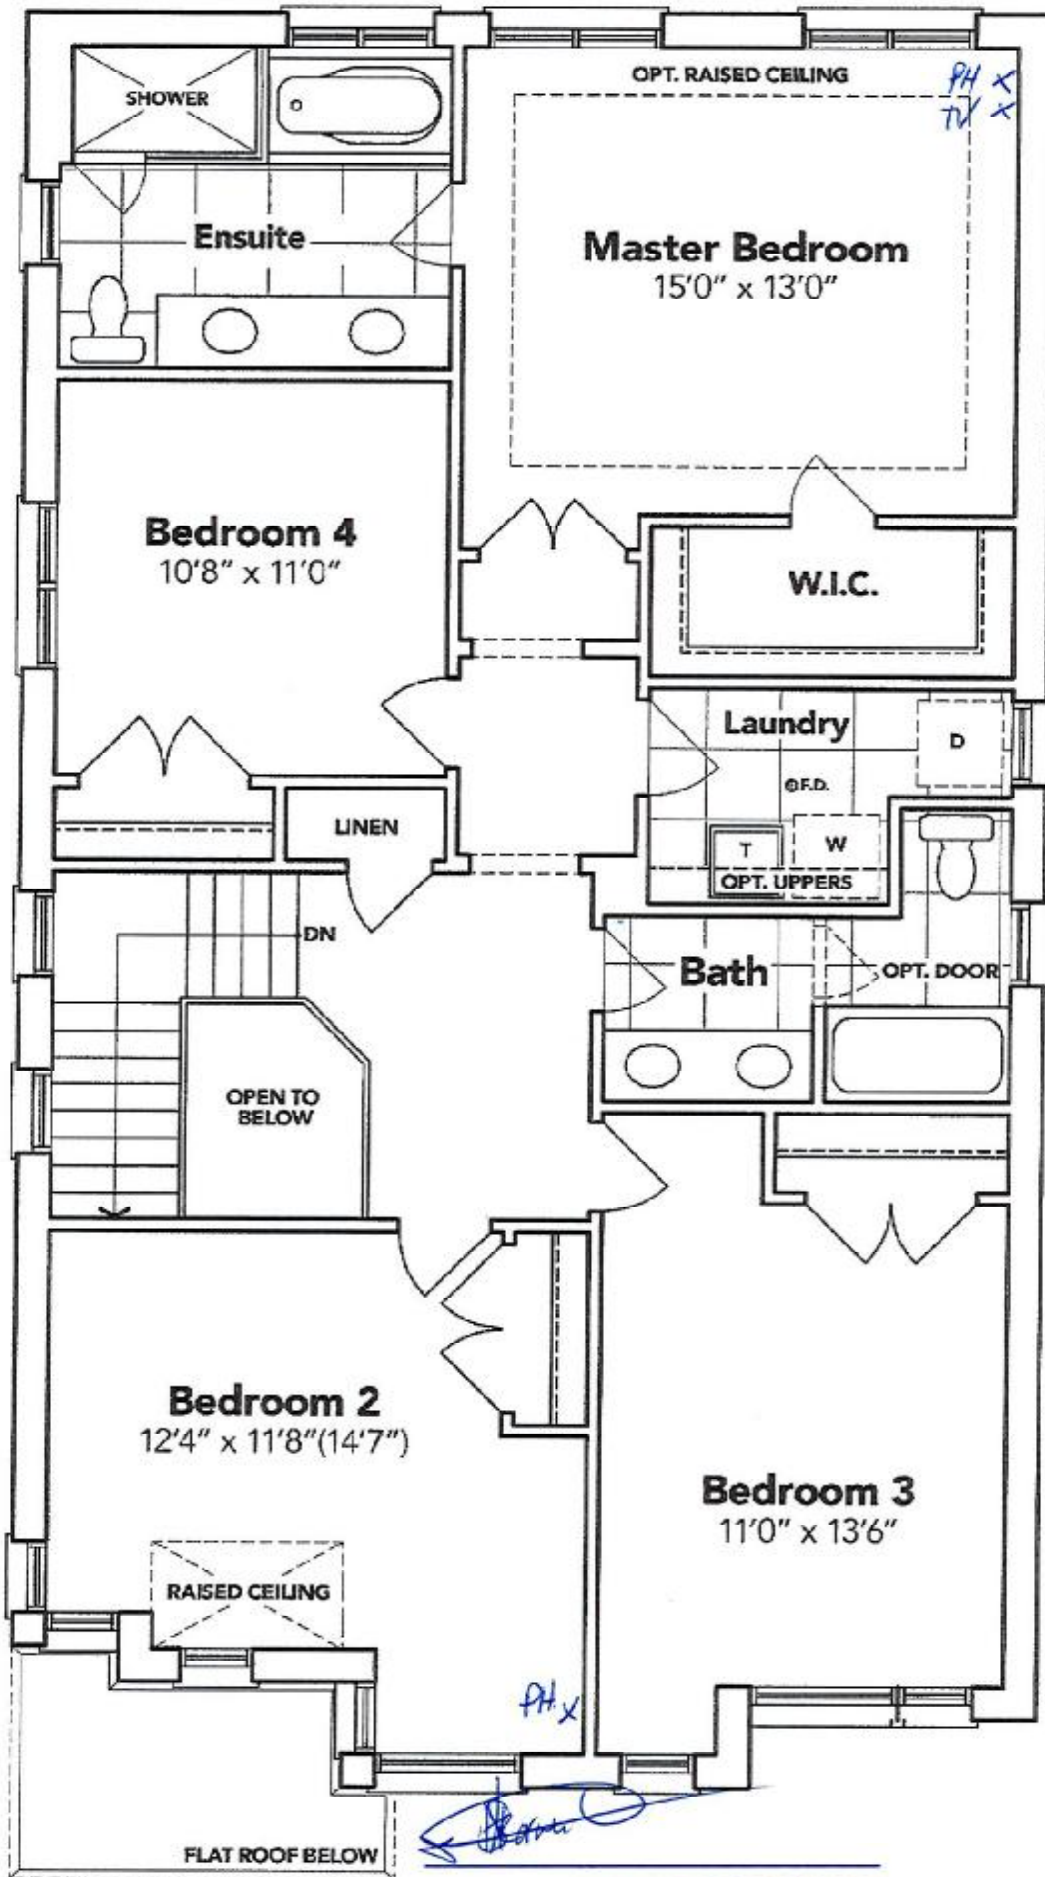 OPT. RAISED CEILING
PH X
TV X
SHOWER
Ensuite
Master Bedroom
15'0" x 13'0"
Bedroom 4
10'8" x 11'0"
W.I.C.
Laundry
D
F.D.
LINEN
T
W
OPT. UPPERS
DN
Bath
OPT. DOOR
OPEN TO
BELOW
Bedroom 2
12'4" x 11'8"(14'7")
Bedroom 3
11'0" x 13'6"
RAISED CEILING
PH X
FLAT ROOF BELOW